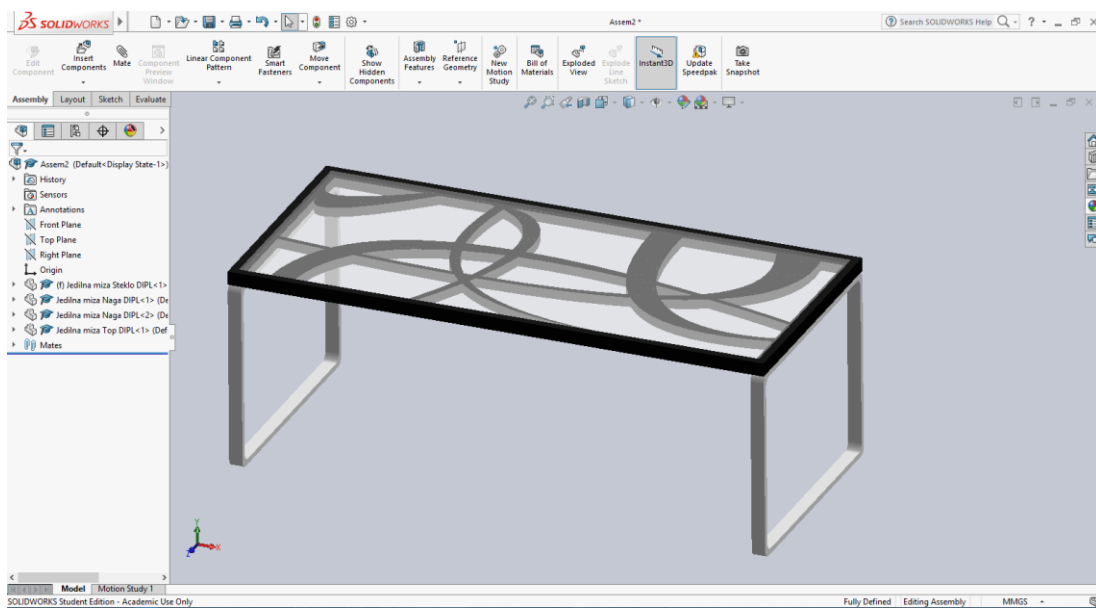 SOLIDWORKS
Assem2 *
Search SOLIDWORKS Help
Edit Component
Insert Components
Mate
Component Preview Window
Linear Component Pattern
Smart Fasteners
Move Component
Show Hidden Components
Assembly Features
Reference Geometry
New Motion Study
Bill of Materials
Exploded View
Explode Line Sketch
Instant3D
Update Speedpak
Take Snapshot
Assembly Layout Sketch Evaluate
Assem2 (Default<Display State-1>)
History
Sensors
Annotations
Front Plane
Top Plane
Right Plane
Origin
(f) Jedilna miza Steklo DIPL<1>
Jedilna miza Naga DIPL<1> (De
Jedilna miza Naga DIPL<2> (De
Jedilna miza Top DIPL<1> (Def
Mates
Y
Z
X
Model Motion Study 1
SOLIDWORKS Student Edition - Academic Use Only
Fully Defined Editing Assembly MMGS